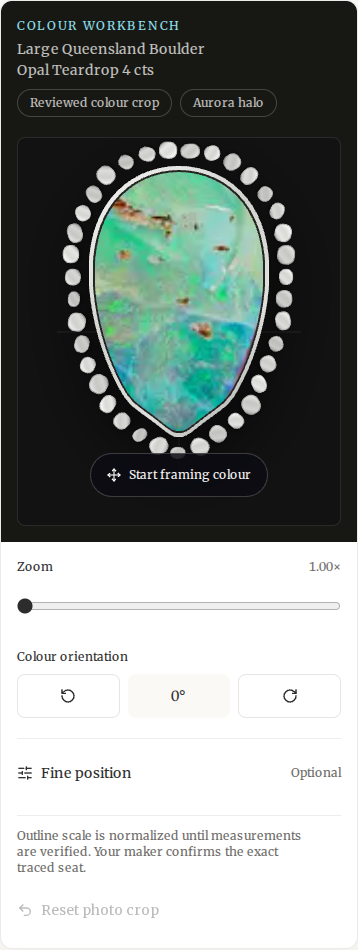 COLOUR WORKBENCH
Large Queensland Boulder
Opal Teardrop 4 cts
Reviewed colour crop
Aurora halo
Start framing colour
Zoom
1.00×
Colour orientation
0°
Fine position
Optional
Outline scale is normalized until measurements
are verified. Your maker confirms the exact
traced seat.
Reset photo crop